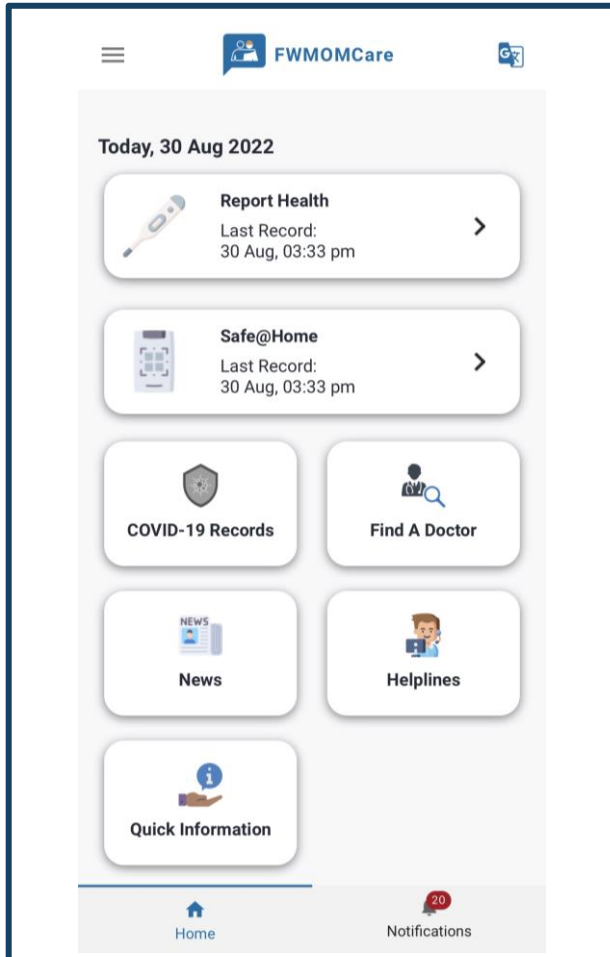 FWMOMCare
Today, 30 Aug 2022
Report Health
Last Record:
30 Aug, 03:33 pm
Safe@Home
Last Record:
30 Aug, 03:33 pm
COVID-19 Records
Find A Doctor
NEWS
News
Helplines
Quick Information
20
Home
Notifications